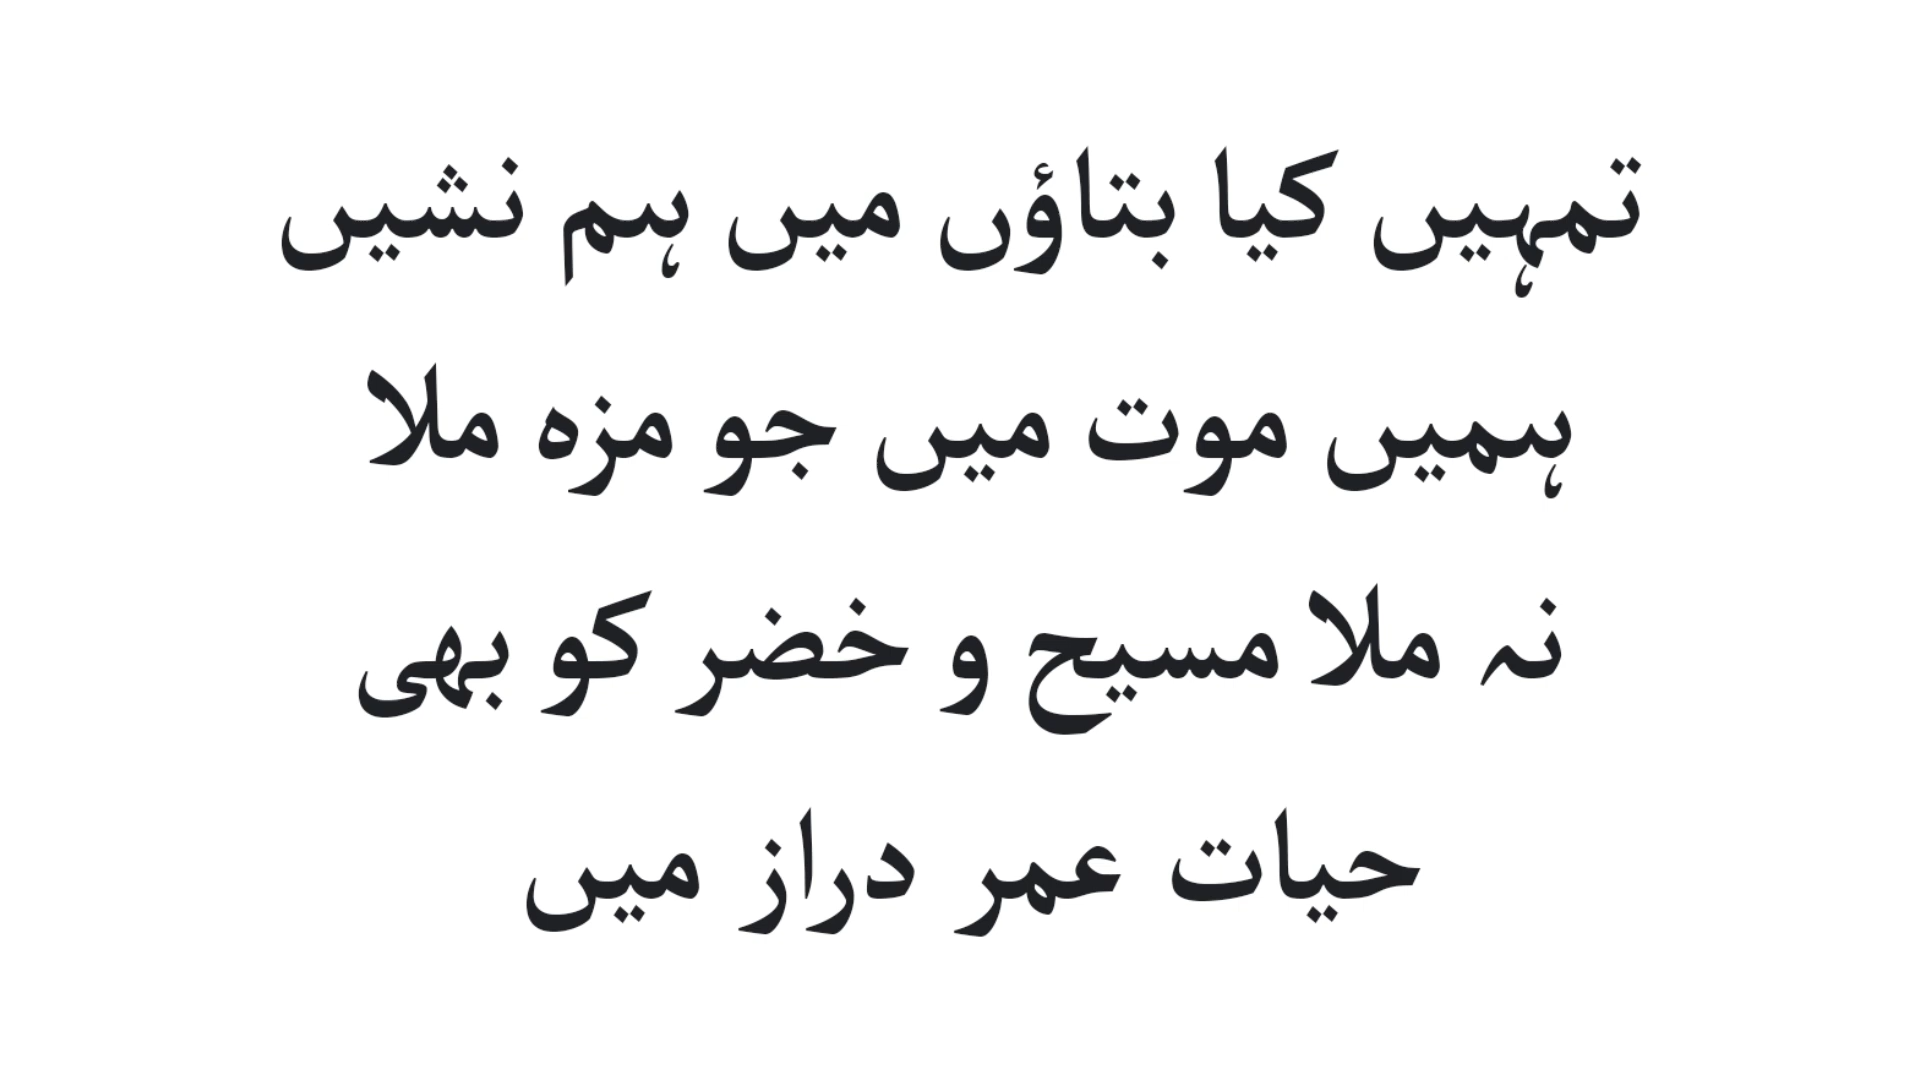 تمہیں کیا بتاؤں میں ہم نشیں
ہمیں موت میں جو مزہ ملا
نہ ملا مسیح و خضر کو بھی
حیات عمر دراز میں